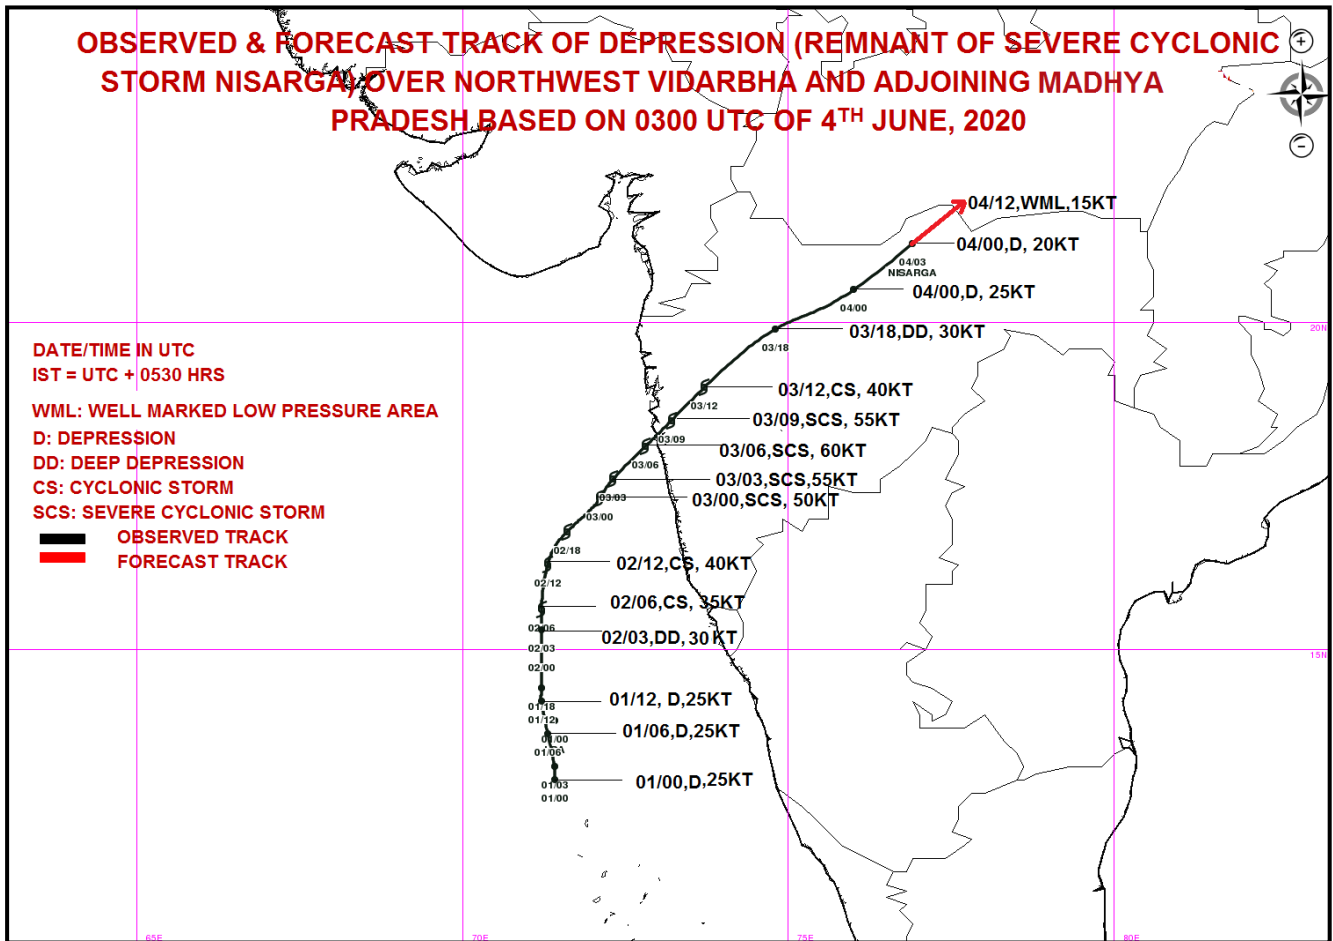 OBSERVED & FORECAST TRACK OF DEPRESSION (REMNANT OF SEVERE CYCLONIC
STORM NISARGA) OVER NORTHWEST VIDARBHA AND ADJOINING MADHYA
PRADESH BASED ON 0300 UTC OF 4TH JUNE, 2020
+
−
04/12,WML,15KT
04/00,D, 20KT
04/03
NISARGA
04/00,D, 25KT
04/00
20N
03/18,DD, 30KT
03/18
DATE/TIME IN UTC
IST = UTC + 0530 HRS
WML: WELL MARKED LOW PRESSURE AREA
D: DEPRESSION
DD: DEEP DEPRESSION
CS: CYCLONIC STORM
SCS: SEVERE CYCLONIC STORM
OBSERVED TRACK
FORECAST TRACK
03/12,CS, 40KT
03/12
03/09,SCS, 55KT
03/09
03/06,SCS, 60KT
03/06
03/03,SCS,55KT
03/03
03/00,SCS, 50KT
03/00
02/18
02/12,CS, 40KT
02/12
02/06,CS, 35KT
02/06
02/03,DD, 30 KT
02/03
15N
02/00
01/12, D,25KT
01/18
01/12
01/06,D,25KT
01/00
01/06
01/00,D,25KT
01/03
01/00
65E
70E
75E
80E